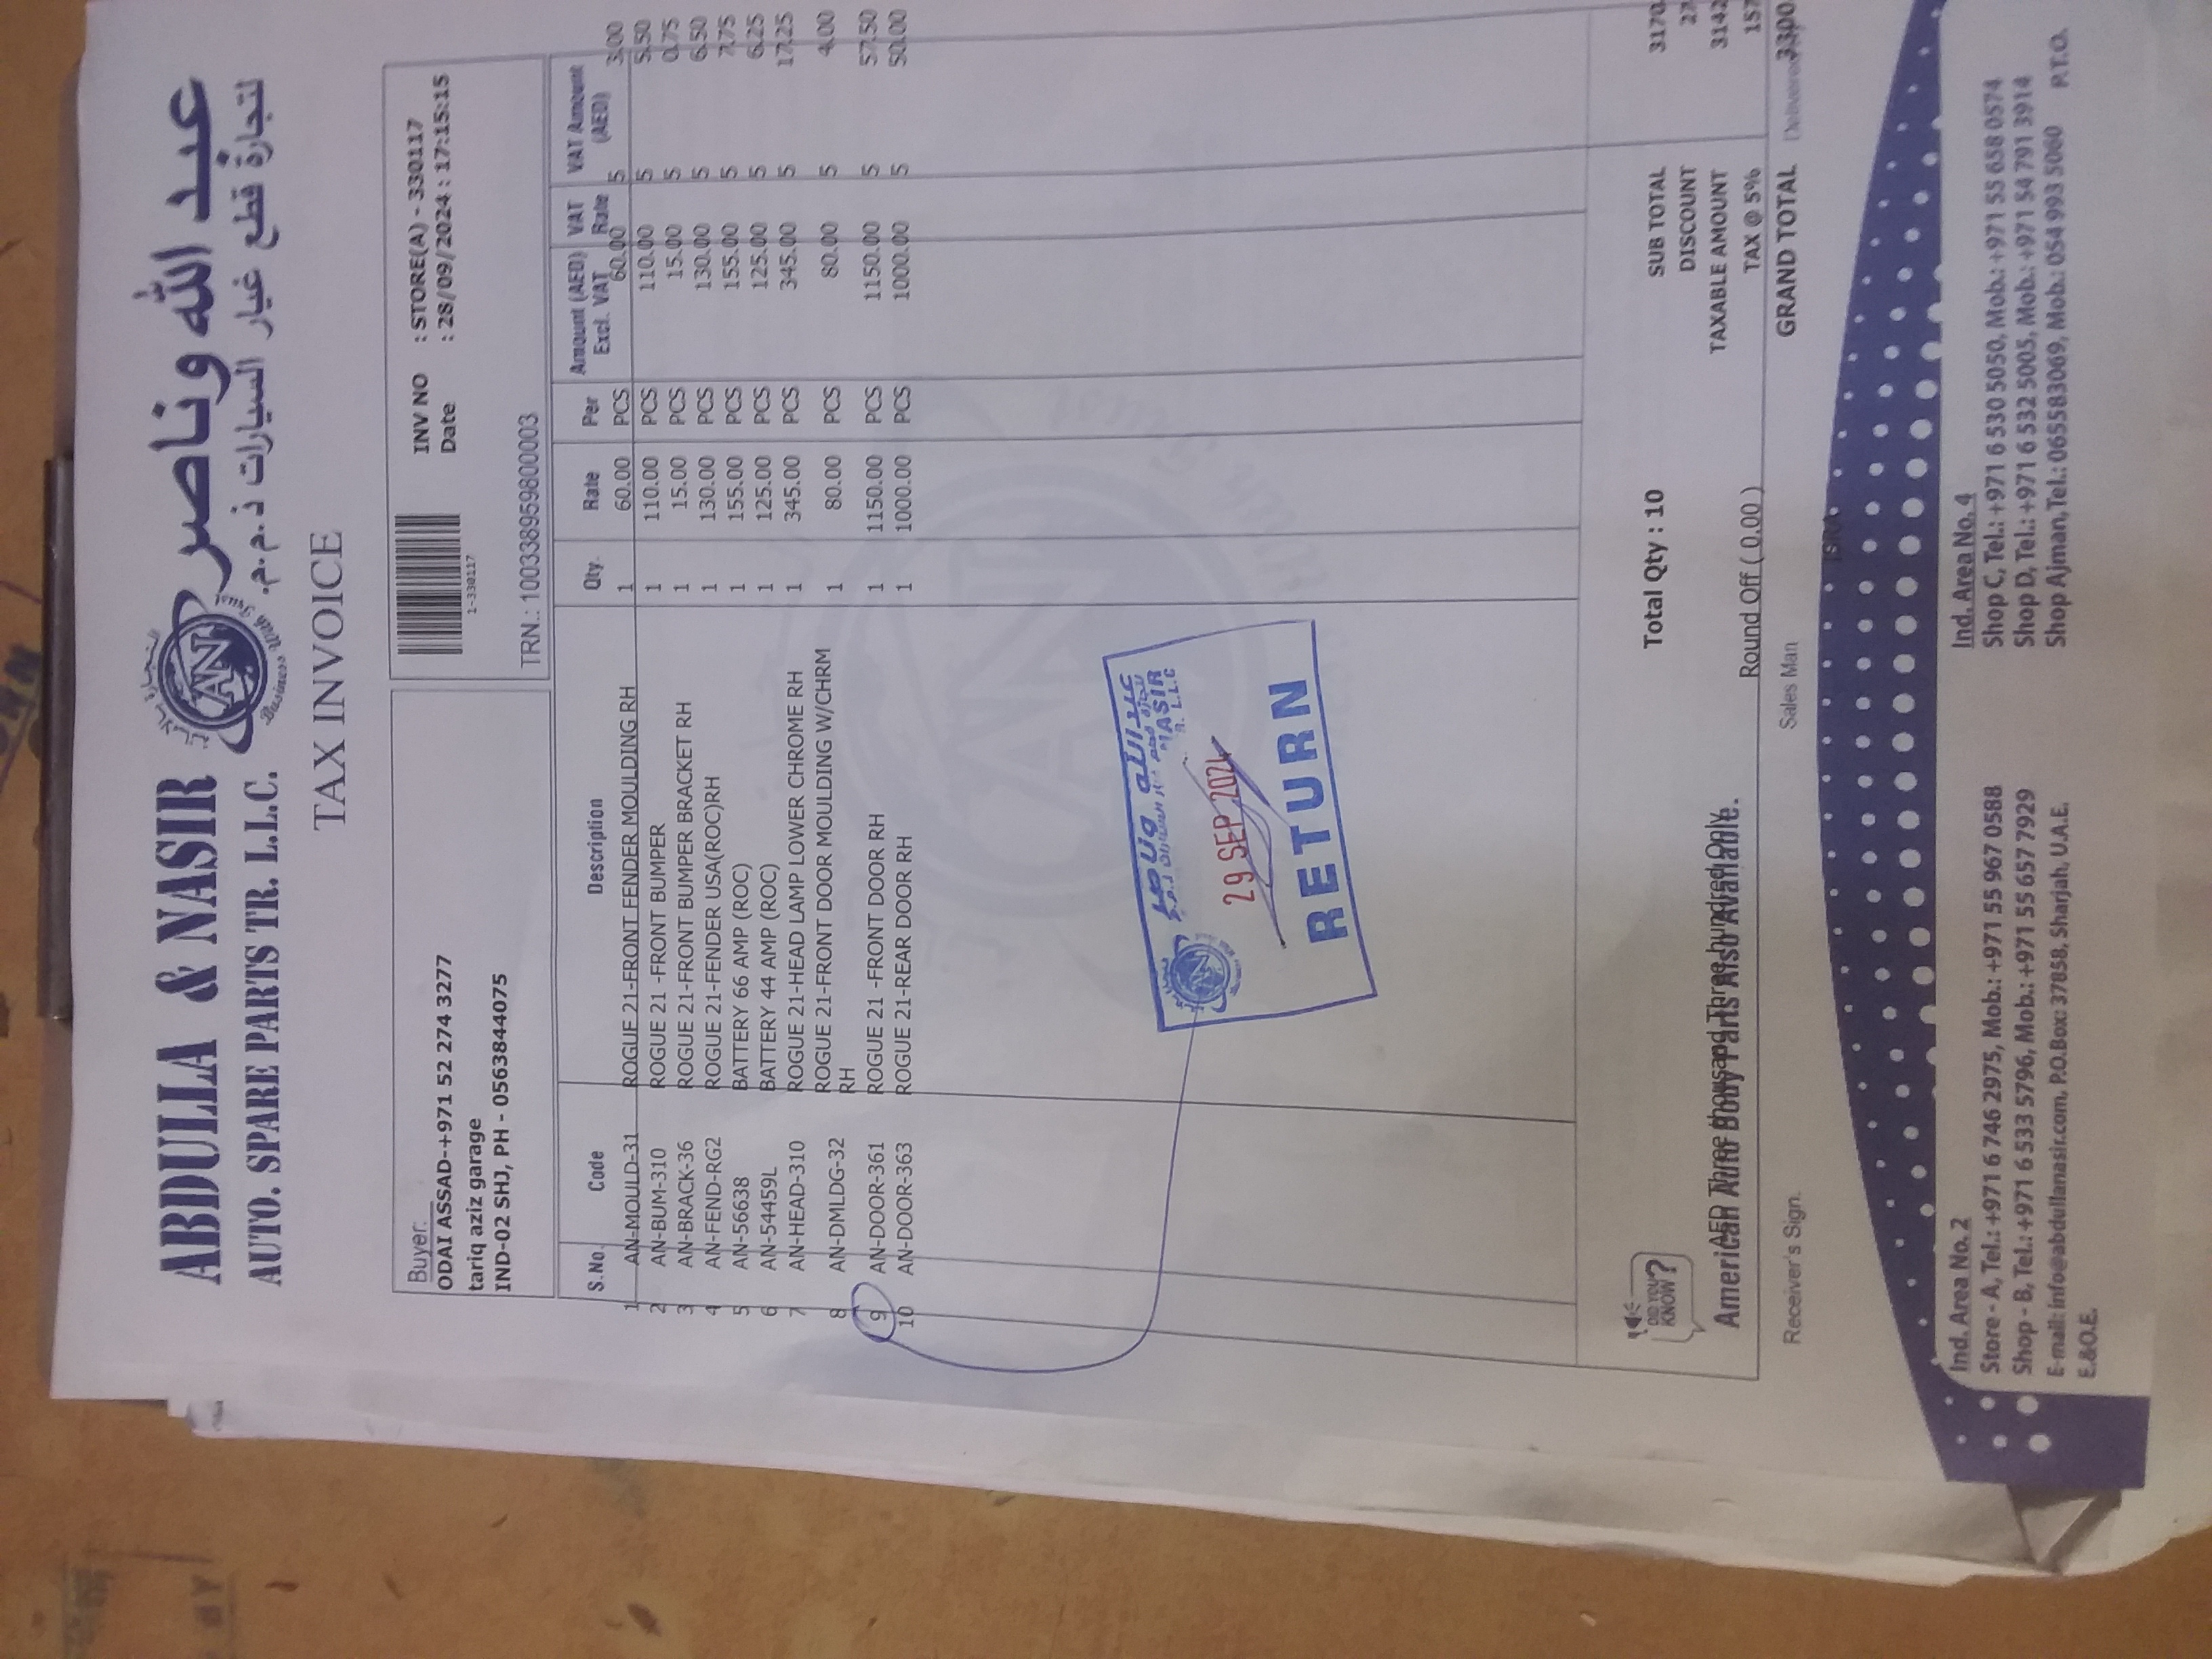 ABDULLA & NASIR
عبد الله وناصر
AUTO. SPARE PARTS TR. L.L.C.
لتجارة قطع غيار السيارات ذ.م.م.
AN
TAX INVOICE
Buyer:
ODAI ASSAD-+971 52 274 3277
tariq aziz garage
IND-02 SHJ, PH - 0563844075
1-330117
INV NO : STORE(A) - 330117
Date : 28/09/2024 : 17:15:15
TRN.: 100338959800003
S.No. Code Description Qty. Rate Per Amount (AED) Excl. VAT VAT Rate VAT Amount (AED)
1 AN-MOULD-31 ROGUE 21-FRONT FENDER MOULDING RH 1 60.00 PCS 60.00 5 3.00
2 AN-BUM-310 ROGUE 21 -FRONT BUMPER 1 110.00 PCS 110.00 5 5.50
3 AN-BRACK-36 ROGUE 21-FRONT BUMPER BRACKET RH 1 15.00 PCS 15.00 5 0.75
4 AN-FEND-RG2 ROGUE 21-FENDER USA(ROC)RH 1 130.00 PCS 130.00 5 6.50
5 AN-56638 BATTERY 66 AMP (ROC) 1 155.00 PCS 155.00 5 7.75
6 AN-54459L BATTERY 44 AMP (ROC) 1 125.00 PCS 125.00 5 6.25
7 AN-HEAD-310 ROGUE 21-HEAD LAMP LOWER CHROME RH 1 345.00 PCS 345.00 5 17.25
8 AN-DMLDG-32 ROGUE 21-FRONT DOOR MOULDING W/CHRM RH 1 80.00 PCS 80.00 5 4.00
9 AN-DOOR-361 ROGUE 21 -FRONT DOOR RH 1 1150.00 PCS 1150.00 5 57.50
10 AN-DOOR-363 ROGUE 21-REAR DOOR RH 1 1000.00 PCS 1000.00 5 50.00
عبد الله وناصر
NASIR
L.L.C
29 SEP 2024
RETURN
Total Qty : 10
SUB TOTAL 3170
DISCOUNT 27
TAXABLE AMOUNT 3142
TAX @ 5% 157
DID YOU KNOW?
AED Three thousand Three hundred Only.
American Auto Body Parts Also Available.
Round Off ( 0.00 )
GRAND TOTAL 3300
Receiver's Sign.
Sales Man
Ind. Area No. 2
Store - A, Tel.: +971 6 746 2975, Mob.: +971 55 967 0588
Shop - B, Tel.: +971 6 533 5796, Mob.: +971 55 657 7929
E-mail: info@abdullanasir.com, P.O.Box: 37858, Sharjah, U.A.E.
E.&O.E.
Ind. Area No. 4
Shop C, Tel.: +971 6 530 5050, Mob.: +971 55 658 0574
Shop D, Tel.: +971 6 532 5005, Mob.: +971 54 791 3914
Shop Ajman, Tel.: 065583069, Mob.: 054 993 5060
P.T.O.